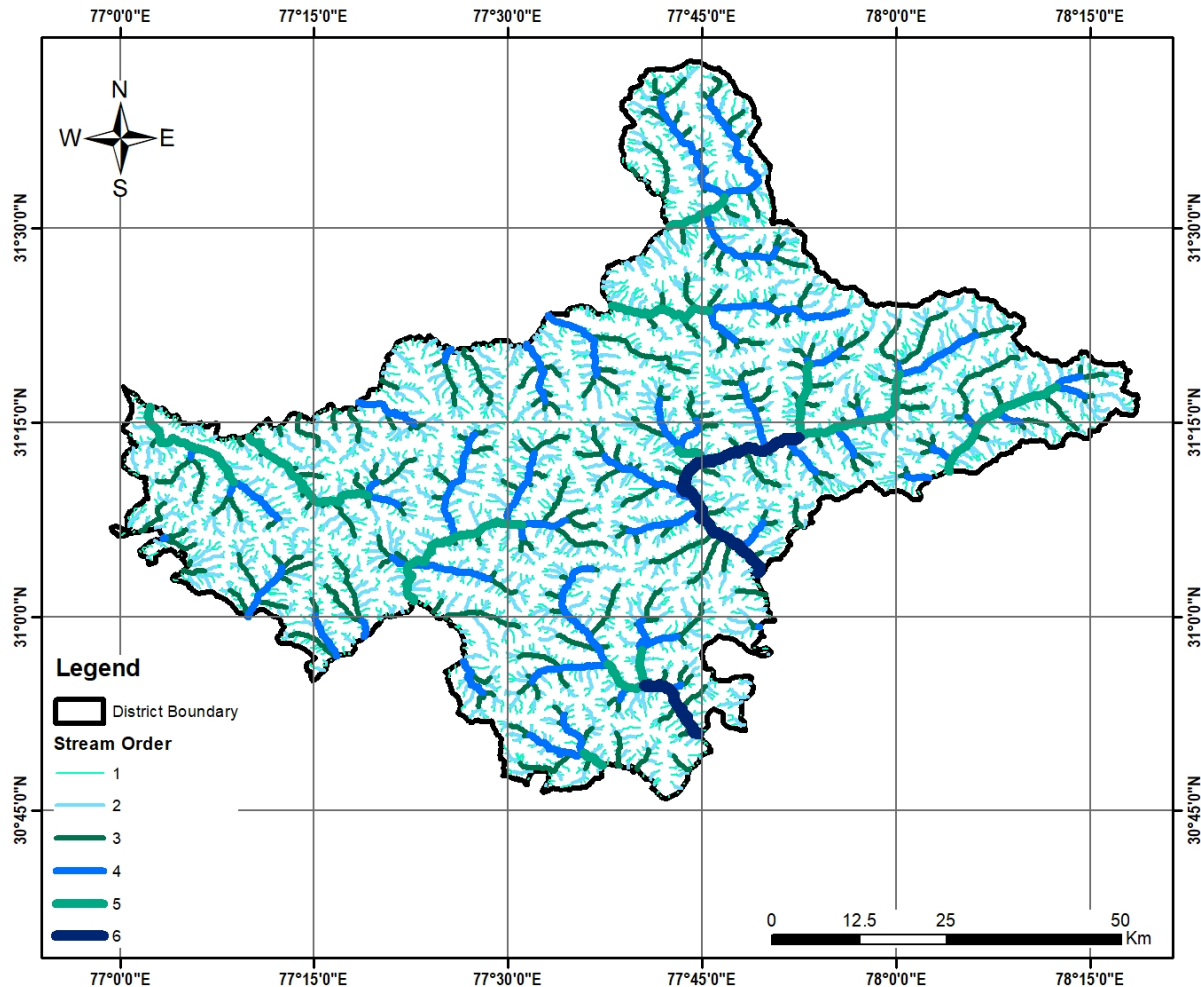 77°0'0"E 77°15'0"E 77°30'0"E 77°45'0"E 78°0'0"E 78°15'0"E
N
W E
S
31°30'0"N 31°30'0"N
31°15'0"N 31°15'0"N
31°0'0"N 31°0'0"N
Legend
District Boundary
Stream Order
1
2
30°45'0"N 30°45'0"N
3
4
5
6
0 12.5 25 50
Km
77°0'0"E 77°15'0"E 77°30'0"E 77°45'0"E 78°0'0"E 78°15'0"E